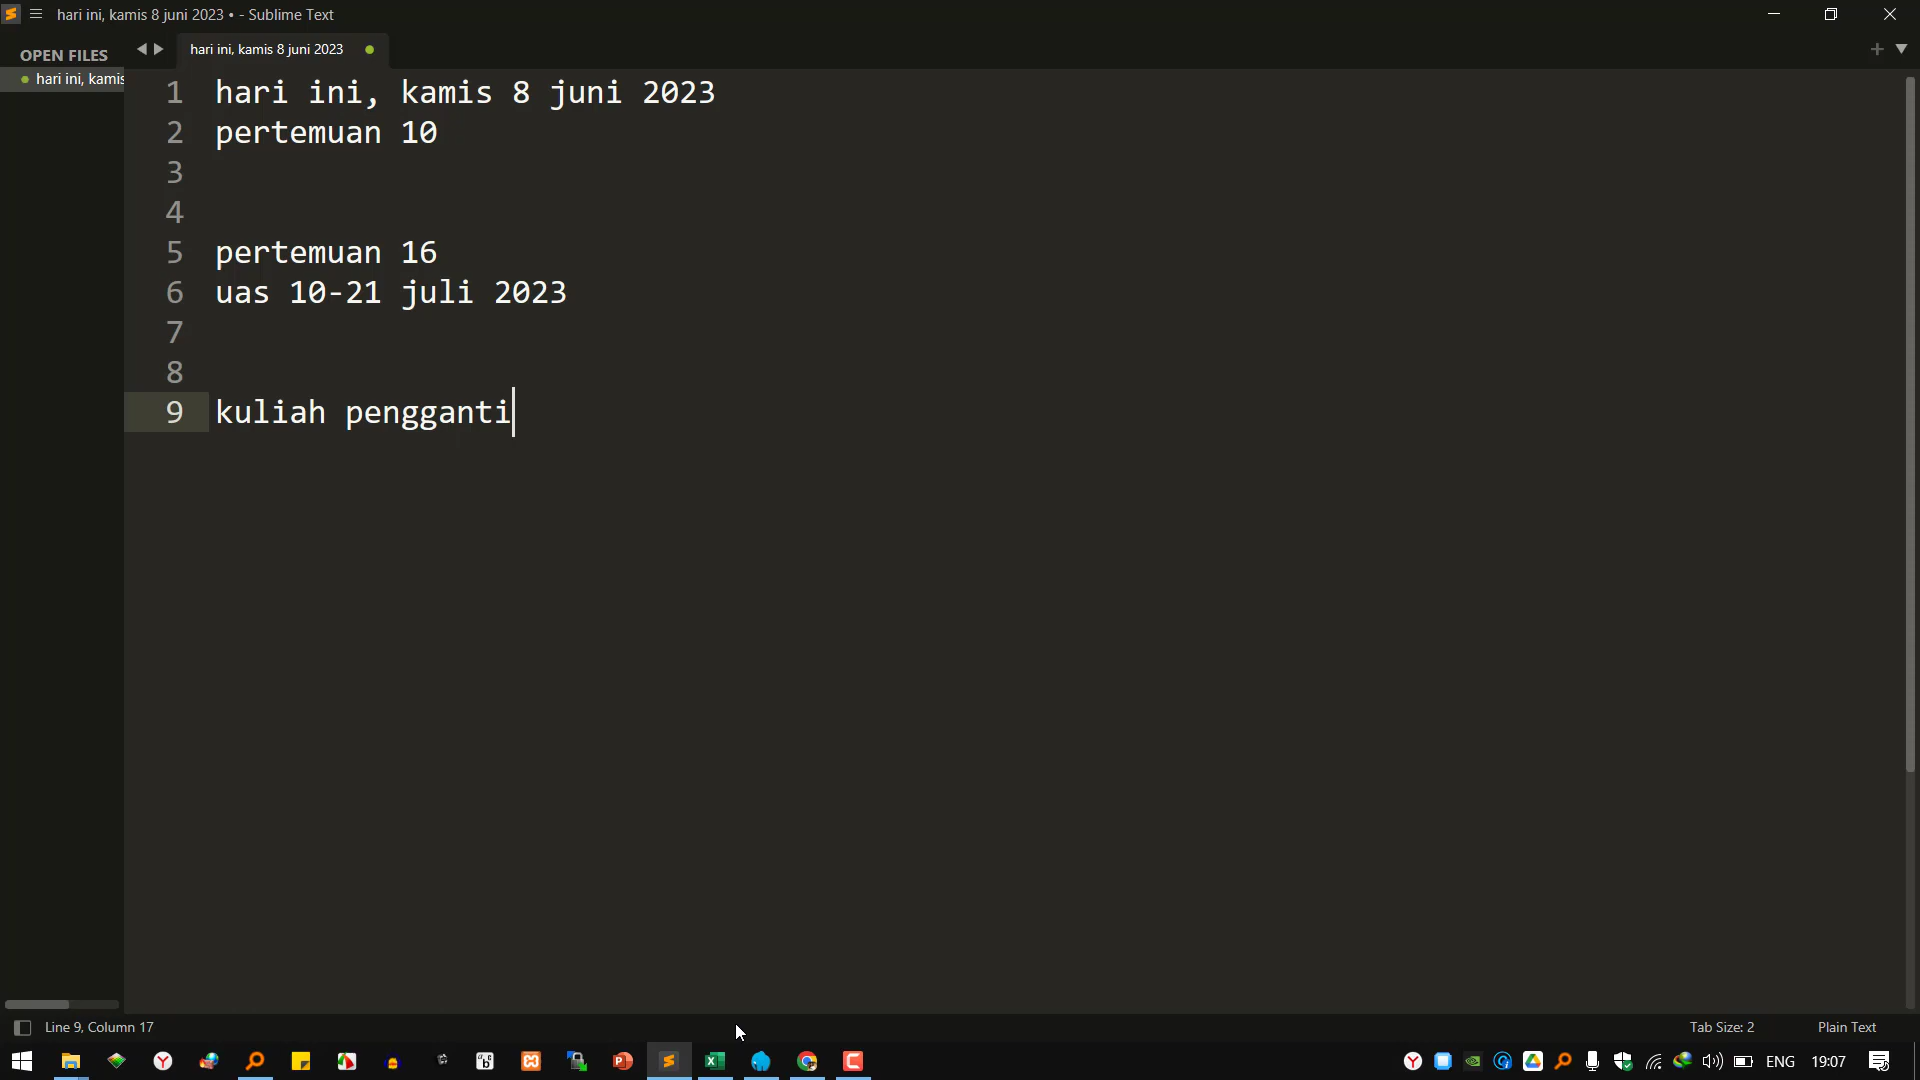 hari ini, kamis 8 juni 2023 • - Sublime Text
OPEN FILES
hari ini, kamis 8 juni 2023
hari ini, kamis
1 hari ini, kamis 8 juni 2023
2 pertemuan 10
3
4
5 pertemuan 16
6 uas 10-21 juli 2023
7
8
9 kuliah pengganti
Line 9, Column 17
Tab Size: 2
Plain Text
ENG
19:07